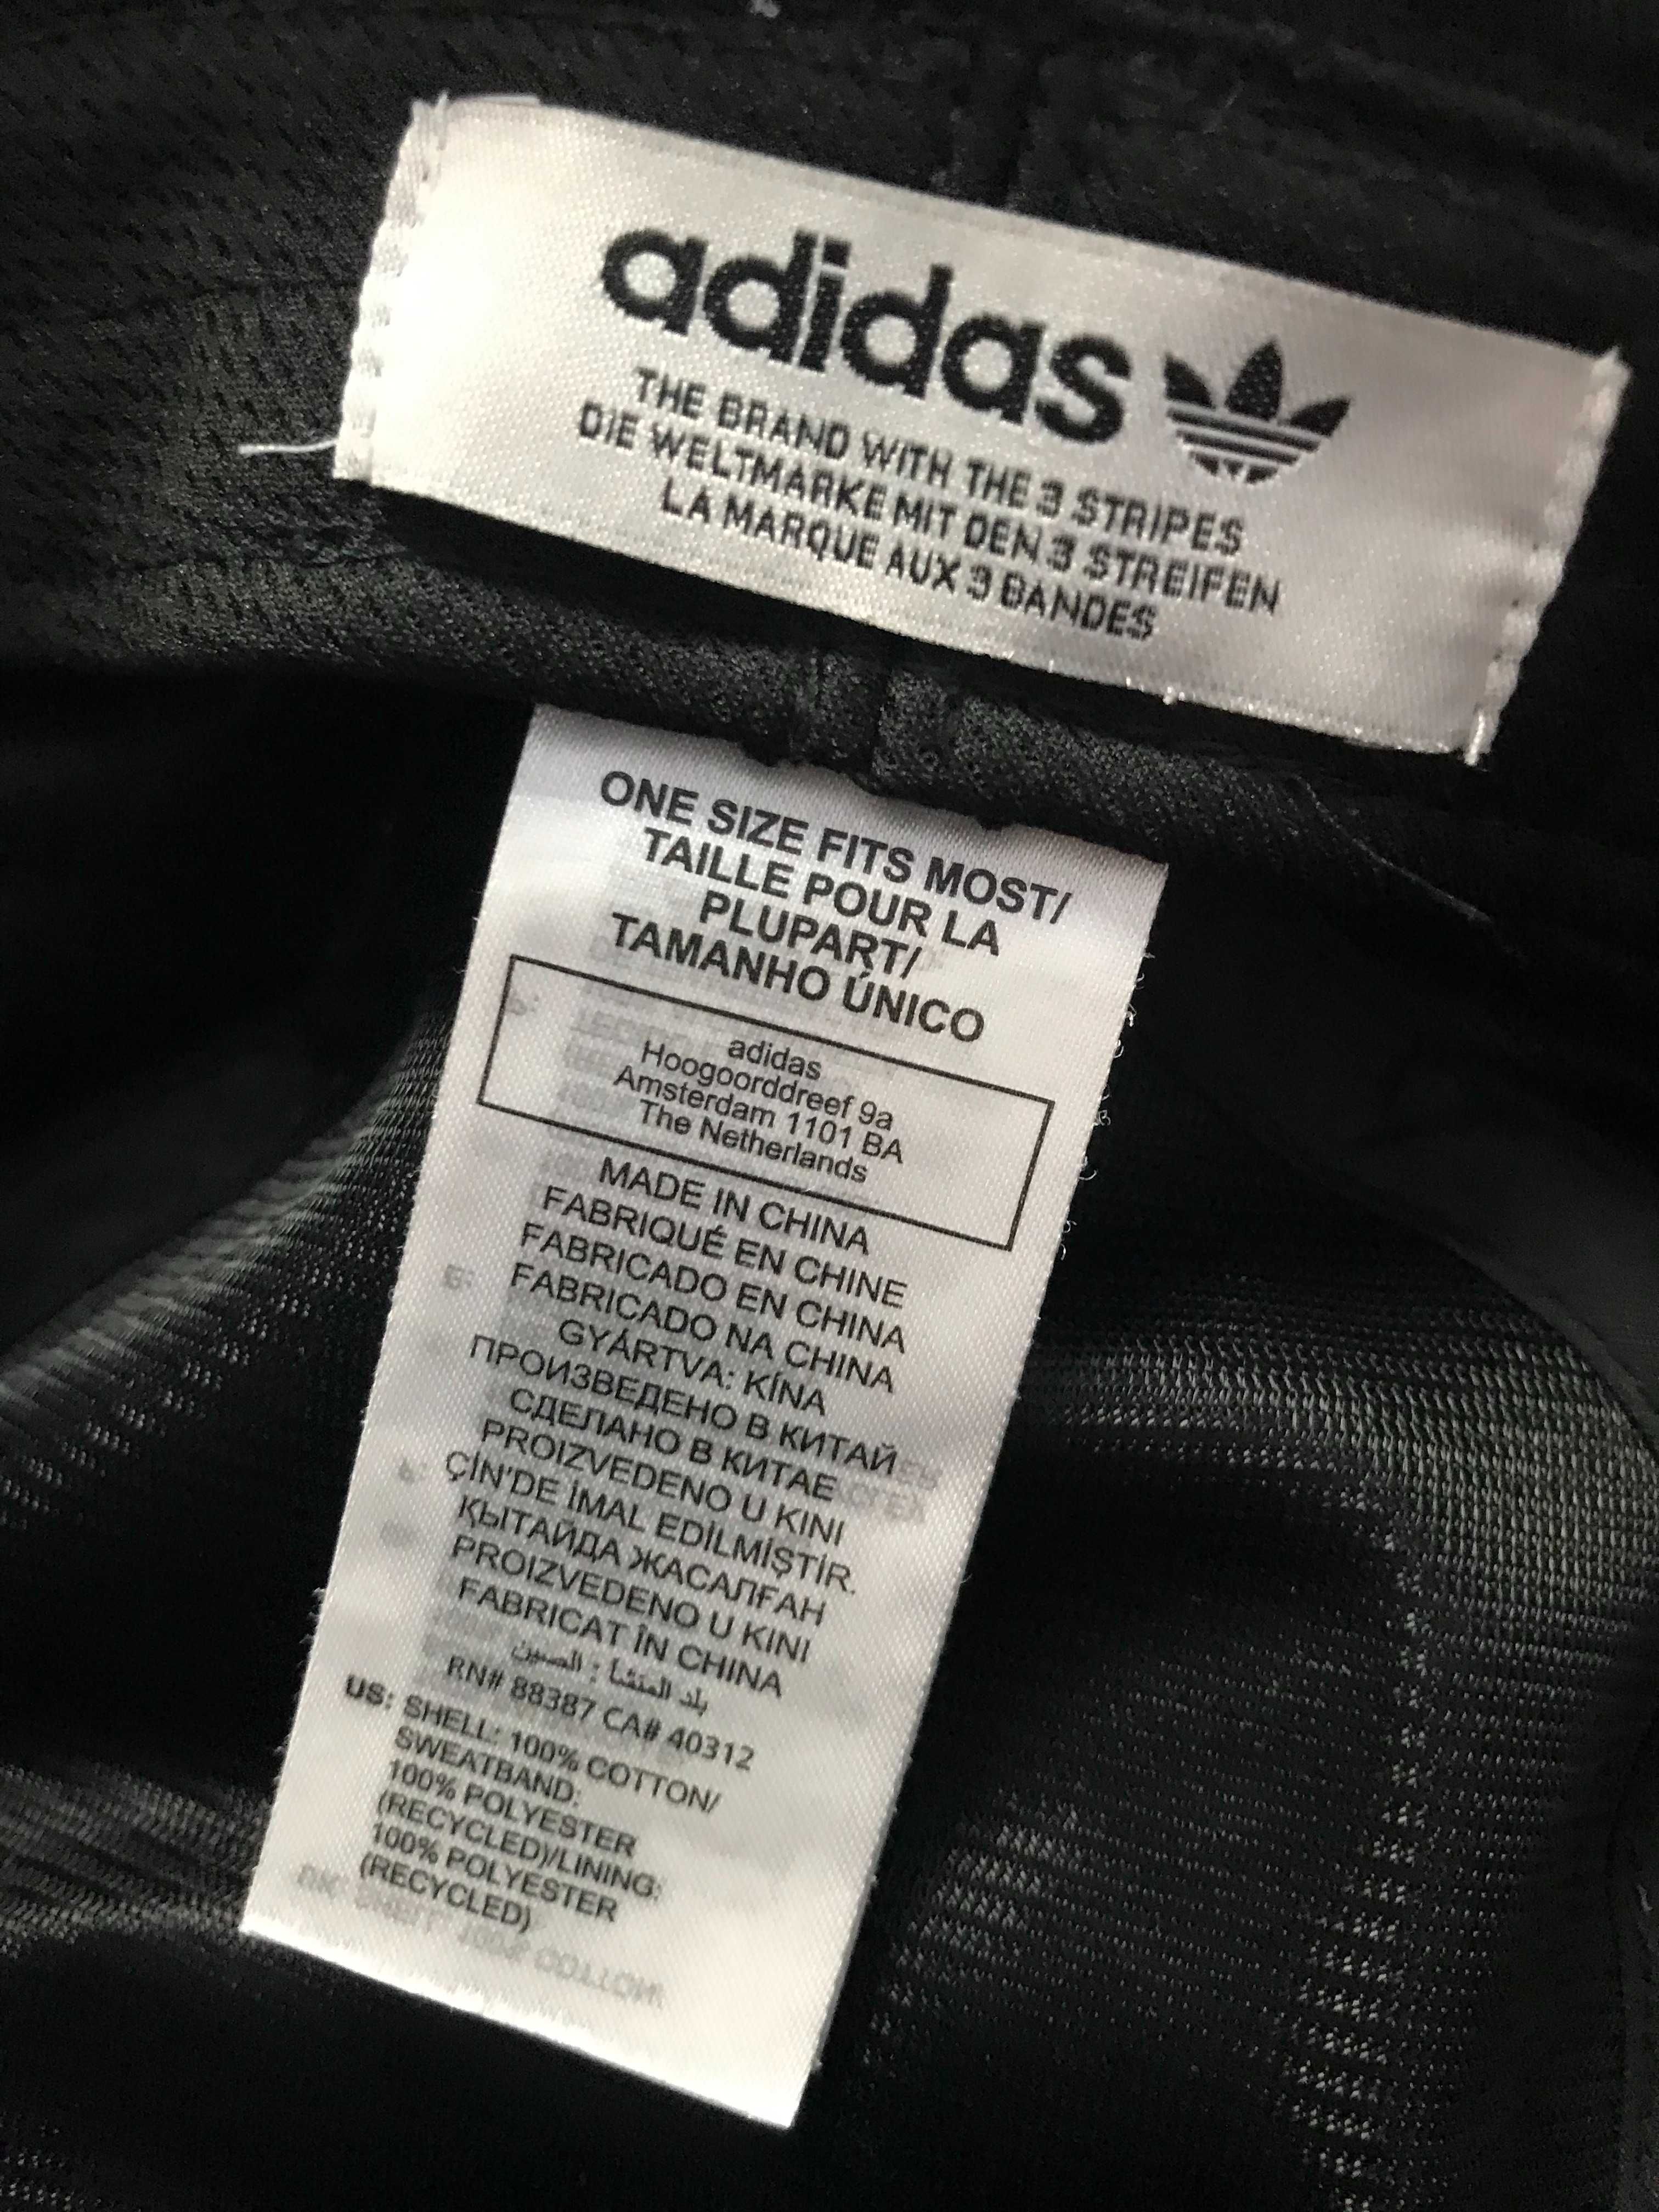 adidas
THE BRAND WITH THE 3 STRIPES
DIE WELTMARKE MIT DEN 3 STREIFEN
LA MARQUE AUX 3 BANDES
ONE SIZE FITS MOST/
TAILLE POUR LA
PLUPART/
TAMANHO ÚNICO
adidas
Hoogoorddreef 9a
Amsterdam 1101 BA
The Netherlands
MADE IN CHINA
FABRIQUÉ EN CHINE
FABRICADO EN CHINA
FABRICADO NA CHINA
GYÁRTVA: KÍNA
ПРОИЗВЕДЕНО В КИТАЙ
СДЕЛАНО В КИТАЕ
PROIZVEDENO U KINI
ÇİN'DE İMAL EDİLMİŞTİR.
ҚЫТАЙДА ЖАСАЛҒАН
PROIZVEDENO U KINI
FABRICAT ÎN CHINA
بلد المنشأ : الصين
RN# 88387 CA# 40312
US: SHELL: 100% COTTON/
SWEATBAND:
100% POLYESTER
(RECYCLED)/LINING:
100% POLYESTER
(RECYCLED)